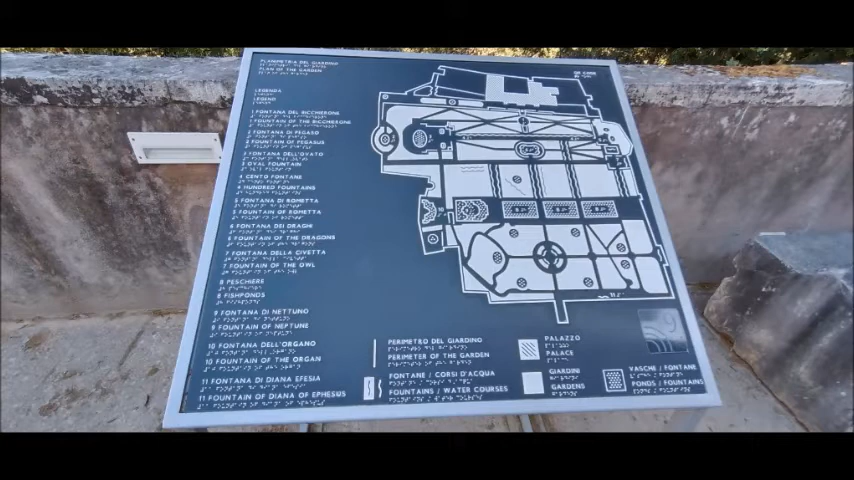 PLANIMETRIA DEL GIARDINO
PLAN OF THE GARDEN
LEGENDA
LEGEND
1 FONTANA DEL BICCHIERONE
1 FOUNTAIN OF THE BICCHIERONE
2 FONTANA DI PEGASO
2 FOUNTAIN OF PEGASUS
3 FONTANA DELL'OVATO
3 OVAL FOUNTAIN
4 CENTO FONTANE
4 HUNDRED FOUNTAINS
5 FONTANA DI ROMETTA
5 FOUNTAIN OF ROMETTA
6 FONTANA DEI DRAGHI
6 FOUNTAIN OF THE DRAGONS
7 FONTANA DELLA CIVETTA
7 FOUNTAIN OF THE OWL
8 PESCHIERE
8 FISHPONDS
9 FONTANA DI NETTUNO
9 FOUNTAIN OF NEPTUNE
10 FONTANA DELL'ORGANO
10 FOUNTAIN OF THE ORGAN
11 FONTANA DI DIANA EFESIA
11 FOUNTAIN OF DIANA OF EPHESUS
PERIMETRO DEL GIARDINO
PERIMETER OF THE GARDEN
FONTANE / CORSI D'ACQUA
FOUNTAINS / WATER COURSES
PALAZZO
PALACE
GIARDINI
GARDENS
VASCHE / FONTANE
PONDS / FOUNTAINS
QR CODE